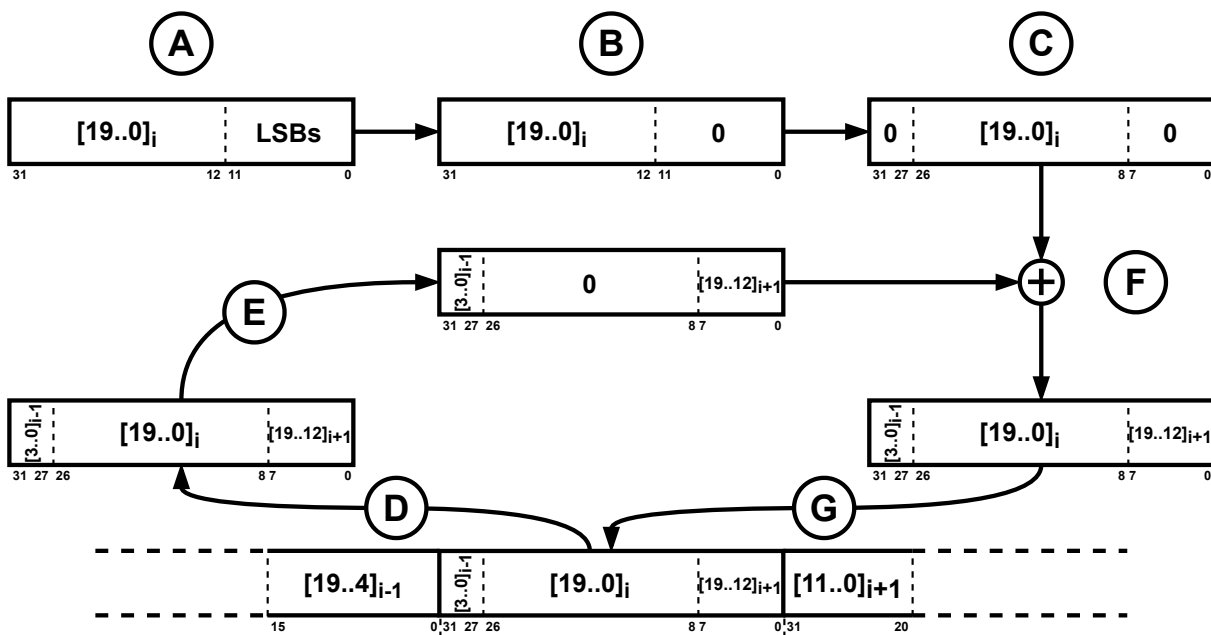 A B C
[19..0]i LSBs [19..0]i 0 0 [19..0]i 0
31 12 11 0 31 12 11 0 31 27 26 8 7 0
E [3..0]i-1 0 [19..12]i+1 + F
31 27 26 8 7 0
[3..0]i-1 [19..0]i [19..12]i+1 [3..0]i-1 [19..0]i [19..12]i+1
31 27 26 8 7 0 31 27 26 8 7 0
D G
[19..4]i-1 [3..0]i-1 [19..0]i [19..12]i+1 [11..0]i+1
15 0 31 27 26 8 7 0 31 20